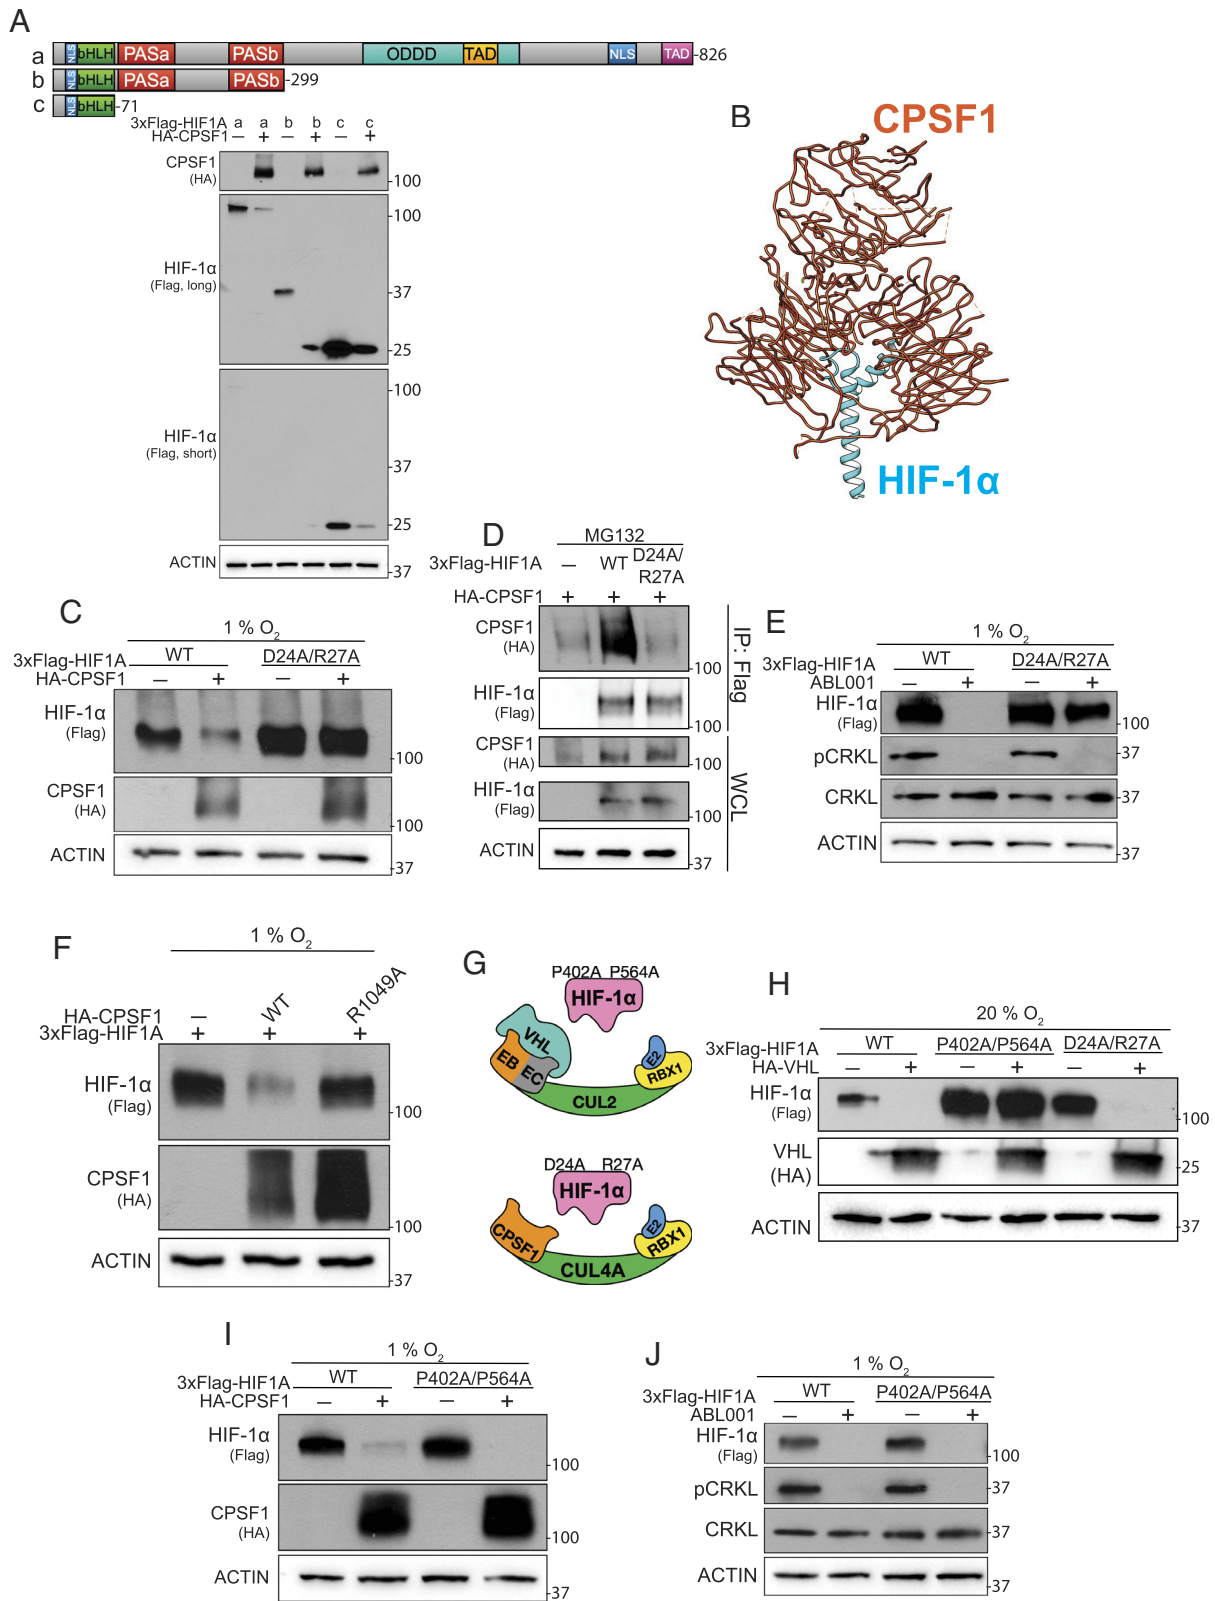 A
a NLS bHLH PASa PASb ODDD TAD NLS TAD -826
b NLS bHLH PASa PASb -299
c NLS bHLH -71
3xFlag-HIF1A a a b b c c
HA-CPSF1 — + — + — +
CPSF1
(HA)
-100
-100
HIF-1α
(Flag, long)
-37
-25
-100
HIF-1α
(Flag, short)
-37
-25
ACTIN
-37
B
CPSF1
HIF-1α
C
1 % O2
3xFlag-HIF1A WT D24A/R27A
HA-CPSF1 — + — +
HIF-1α
(Flag)
-100
CPSF1
(HA)
-100
ACTIN
-37
D
MG132
3xFlag-HIF1A — WT D24A/
R27A
HA-CPSF1 + + +
CPSF1
(HA)
-100
HIF-1α
(Flag)
-100
IP: Flag
CPSF1
(HA)
-100
HIF-1α
(Flag)
-100
ACTIN
-37
WCL
E
1 % O2
3xFlag-HIF1A WT D24A/R27A
ABL001 — + — +
HIF-1α
(Flag)
-100
pCRKL
-37
CRKL
-37
ACTIN
-37
F
1 % O2
HA-CPSF1 — WT R1049A
3xFlag-HIF1A + + +
HIF-1α
(Flag)
-100
CPSF1
(HA)
-100
ACTIN
-37
G
P402A P564A
HIF-1α
VHL
EB EC
E2
RBX1
CUL2
D24A R27A
HIF-1α
CPSF1
E2
RBX1
CUL4A
H
20 % O2
3xFlag-HIF1A WT P402A/P564A D24A/R27A
HA-VHL — + — + — +
HIF-1α
(Flag)
-100
VHL
(HA)
-25
ACTIN
-37
I
1 % O2
3xFlag-HIF1A WT P402A/P564A
HA-CPSF1 — + — +
HIF-1α
(Flag)
-100
CPSF1
(HA)
-100
ACTIN
-37
J
1 % O2
3xFlag-HIF1A WT P402A/P564A
ABL001 — + — +
HIF-1α
(Flag)
-100
pCRKL
-37
CRKL
-37
ACTIN
-37